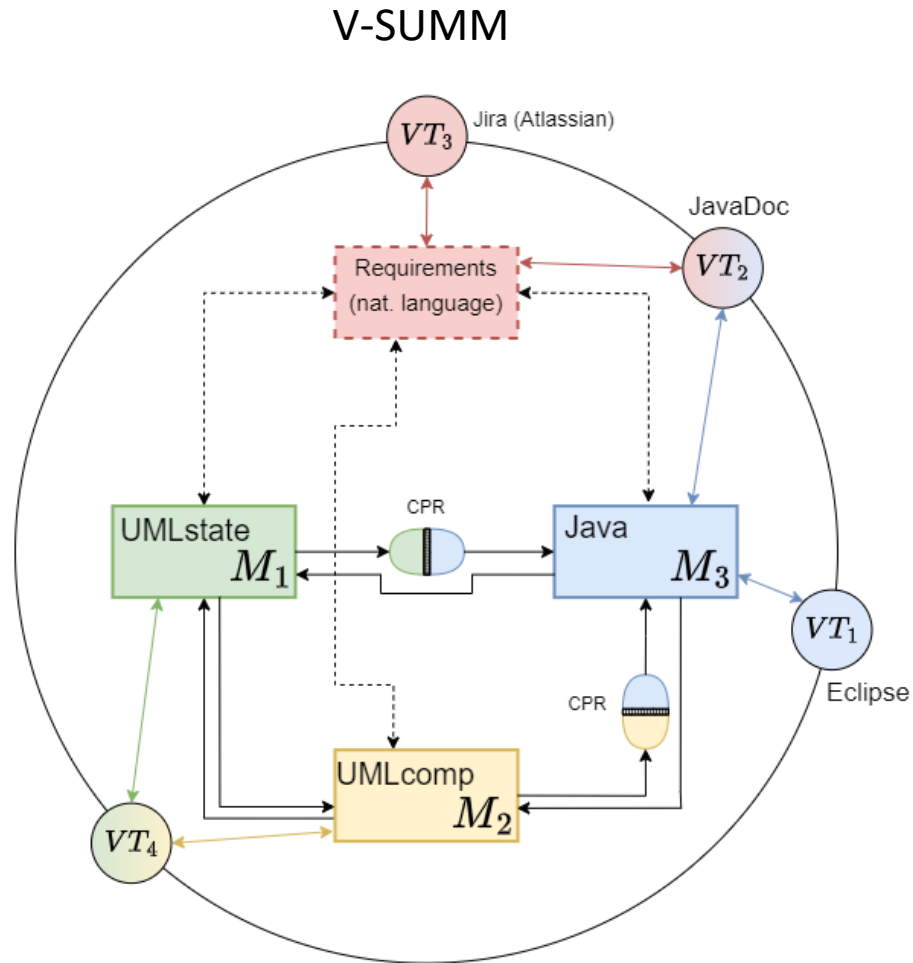 V-SUMM
VT₃
Jira (Atlassian)
JavaDoc
VT₂
Requirements
(nat. language)
UMLstate
M₁
CPR
Java
M₃
VT₁
Eclipse
CPR
UMLcomp
M₂
VT₄